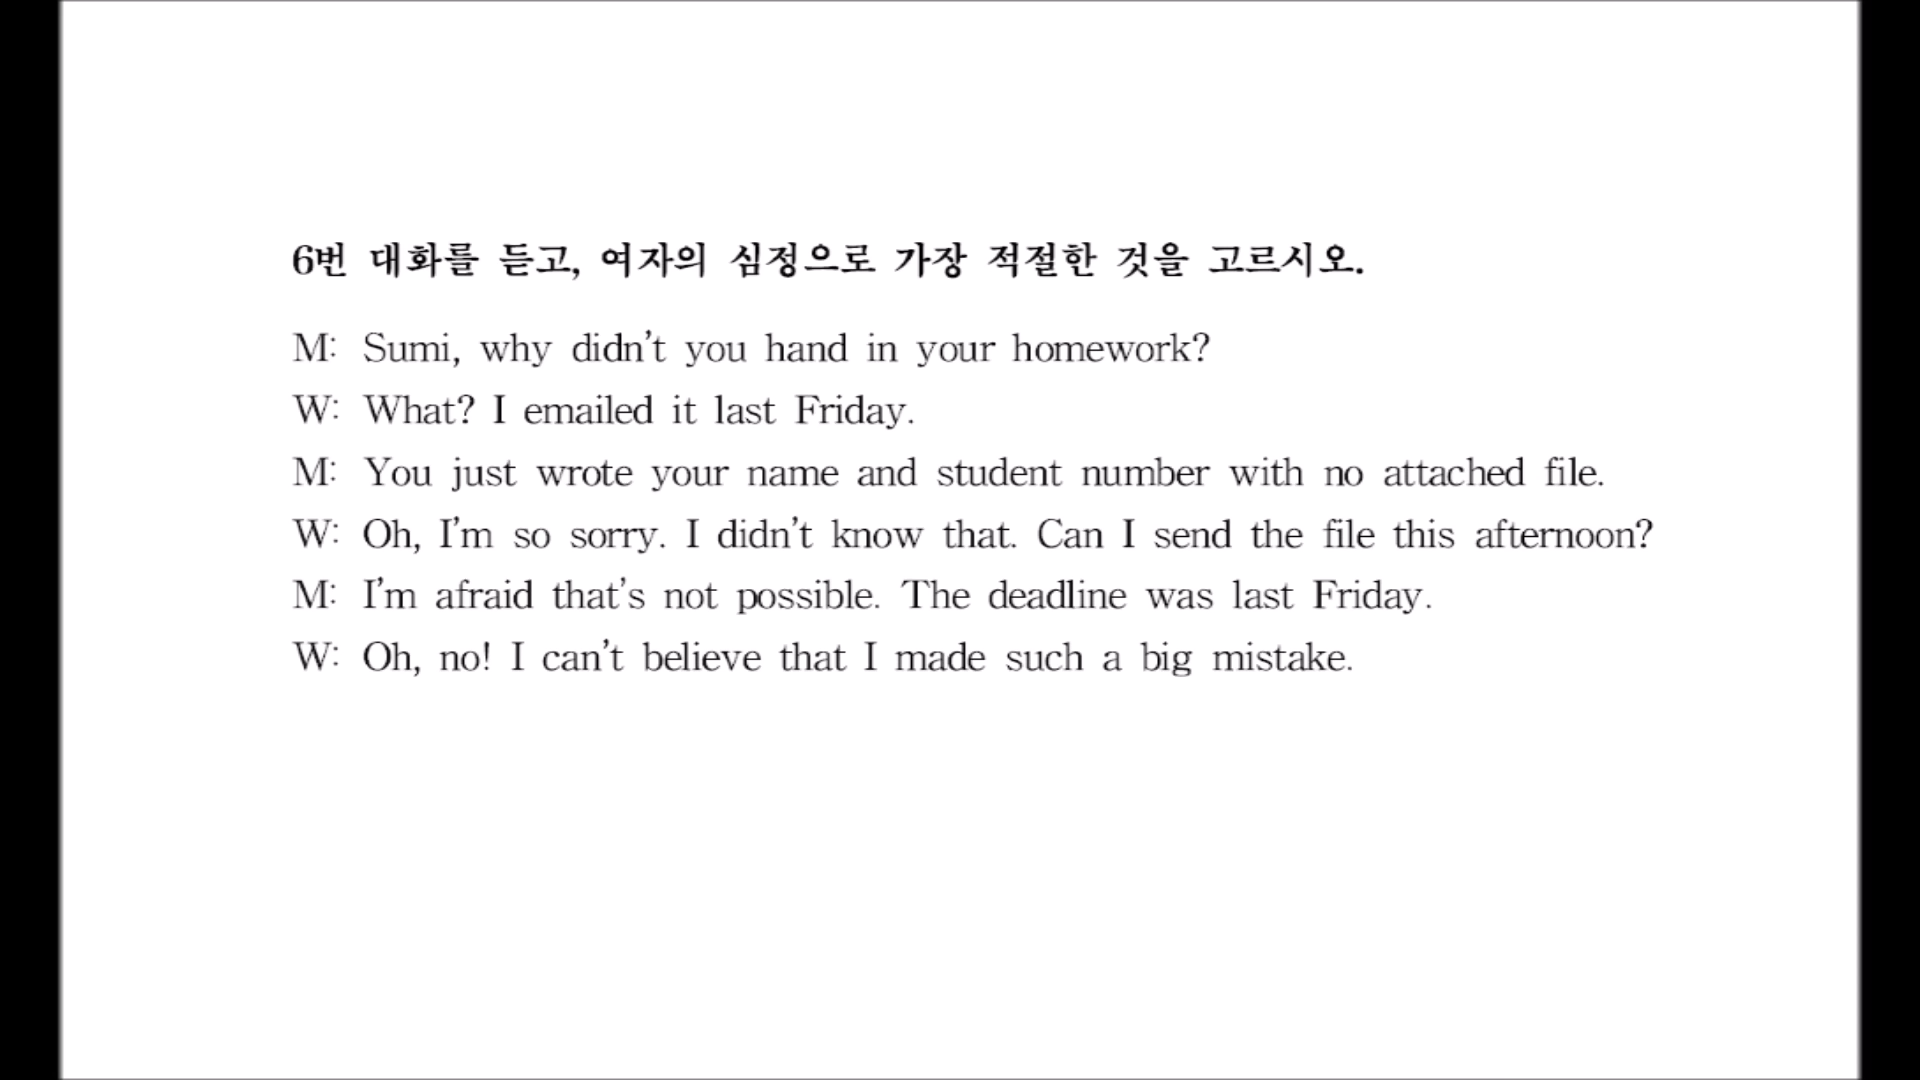 6번 대화를 듣고, 여자의 심정으로 가장 적절한 것을 고르시오.
M: Sumi, why didn't you hand in your homework?
W: What? I emailed it last Friday.
M: You just wrote your name and student number with no attached file.
W: Oh, I'm so sorry. I didn't know that. Can I send the file this afternoon?
M: I'm afraid that's not possible. The deadline was last Friday.
W: Oh, no! I can't believe that I made such a big mistake.